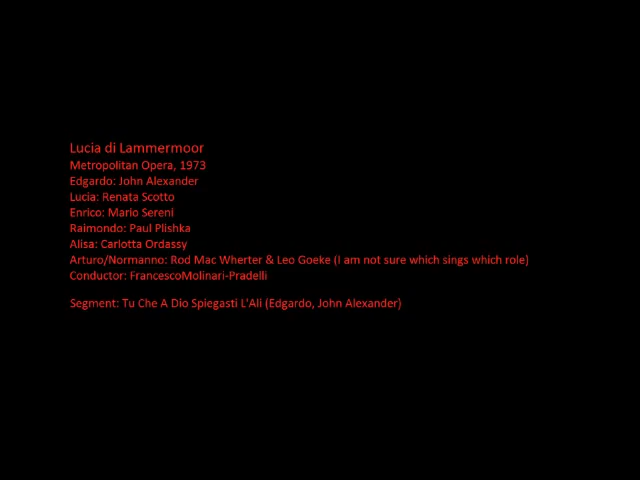 Lucia di Lammermoor
Metropolitan Opera, 1973
Edgardo: John Alexander
Lucia: Renata Scotto
Enrico: Mario Sereni
Raimondo: Paul Plishka
Alisa: Carlotta Ordassy
Arturo/Normanno: Rod Mac Wherter & Leo Goeke (I am not sure which sings which role)
Conductor: FrancescoMolinari-Pradelli
Segment: Tu Che A Dio Spiegasti L'Ali (Edgardo, John Alexander)